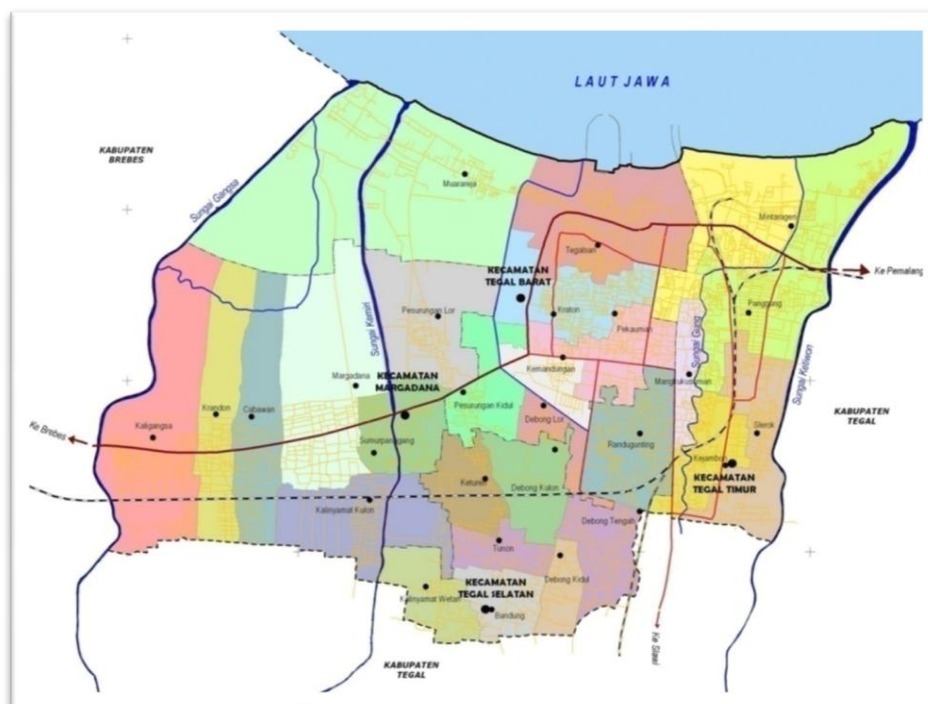 LAUT JAWA
KABUPATEN
BREBES
Muarareja
Sungai Gangsa
Mintaragen
Tegalsari
Ke Pemalang
KECAMATAN
TEGAL BARAT
Pesurungan Lor
Kraton
Pekauman
Panggung
Sungai Kemiri
Sungai Gung
Sungai Ketiwon
Kemandungan
Margadana
KECAMATAN
MARGADANA
Mangkukusuman
Pesurungan Kidul
Debong Lor
Krandon
Cabawan
KABUPATEN
TEGAL
Ke Brebes
Kaligangsa
Sumurpanggang
Randugunting
Slerok
Kejambon
KECAMATAN
TEGAL TIMUR
Keturen
Debong Kulon
Kalinyamat Kulon
Debong Tengah
Tunon
Debong Kidul
KECAMATAN
TEGAL SELATAN
Kalinyamat Wetan
Bandung
Ke Slawi
KABUPATEN
TEGAL